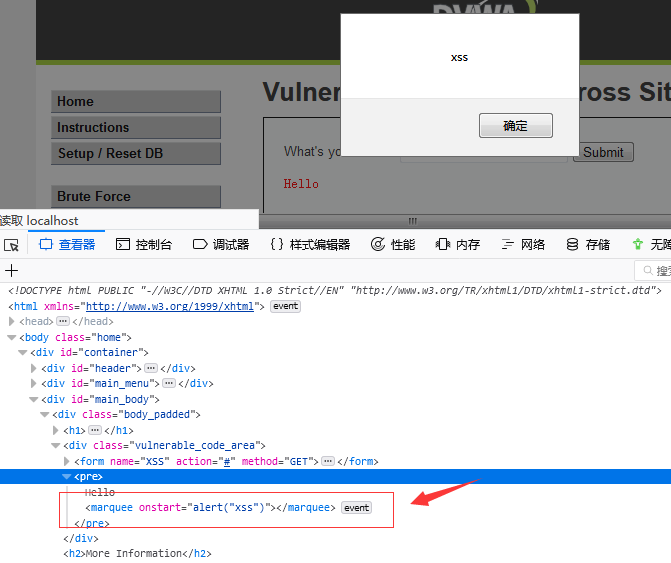 DVWA
Vulner
ross Sit
xss
确定
Home
Instructions
Setup / Reset DB
Brute Force
What's yo
Submit
Hello
读取 localhost
查看器 控制台 调试器 {} 样式编辑器 性能 内存 网络 存储 无障
+ 搜索
<!DOCTYPE html PUBLIC "-//W3C//DTD XHTML 1.0 Strict//EN" "http://www.w3.org/TR/xhtml1/DTD/xhtml1-strict.dtd">
<html xmlns="http://www.w3.org/1999/xhtml"> event
<head>…</head>
<body class="home">
<div id="container">
<div id="header">…</div>
<div id="main_menu">…</div>
<div id="main_body">
<div class="body_padded">
<h1>…</h1>
<div class="vulnerable_code_area">
<form name="XSS" action="#" method="GET">…</form>
<pre>
Hello
<marquee onstart="alert("xss")"></marquee> event
</pre>
</div>
<h2>More Information</h2>